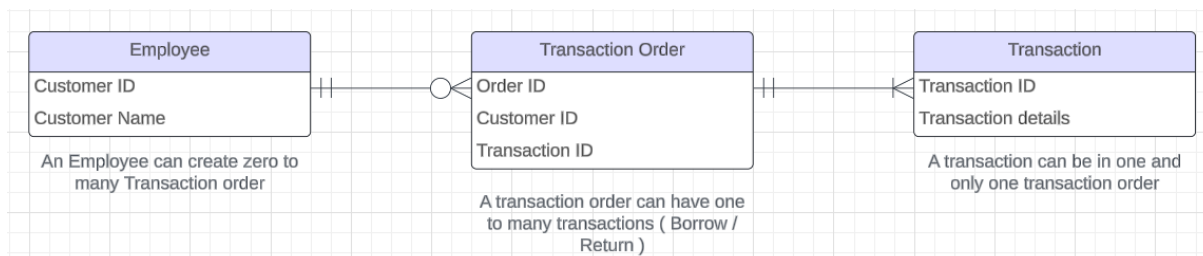 Employee
Customer ID
Customer Name
An Employee can create zero to
many Transaction order
Transaction Order
Order ID
Customer ID
Transaction ID
A transaction order can have one
to many transactions ( Borrow /
Return )
Transaction
Transaction ID
Transaction details
A transaction can be in one and
only one transaction order